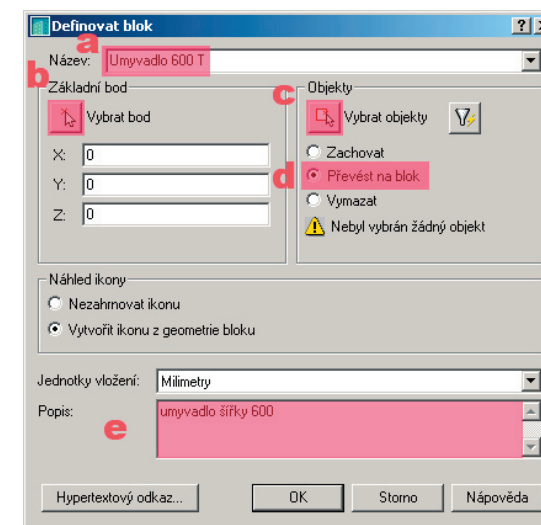 Definovat blok
a
Název: Umyvadlo 600 T
b
Základní bod
Vybrat bod
X: 0
Y: 0
Z: 0
c
Objekty
Vybrat objekty
Zachovat
d
Převést na blok
Vymazat
Nebyl vybrán žádný objekt
Náhled ikony
Nezahrnovat ikonu
Vytvořit ikonu z geometrie bloku
Jednotky vložení: Milimetry
Popis: umyvadlo šířky 600
e
Hypertextový odkaz... OK Storno Nápověda